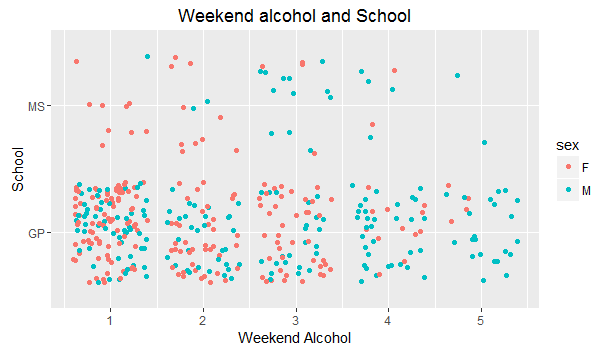 Weekend alcohol and School
School
MS
GP
1 2 3 4 5
Weekend Alcohol
sex
F
M